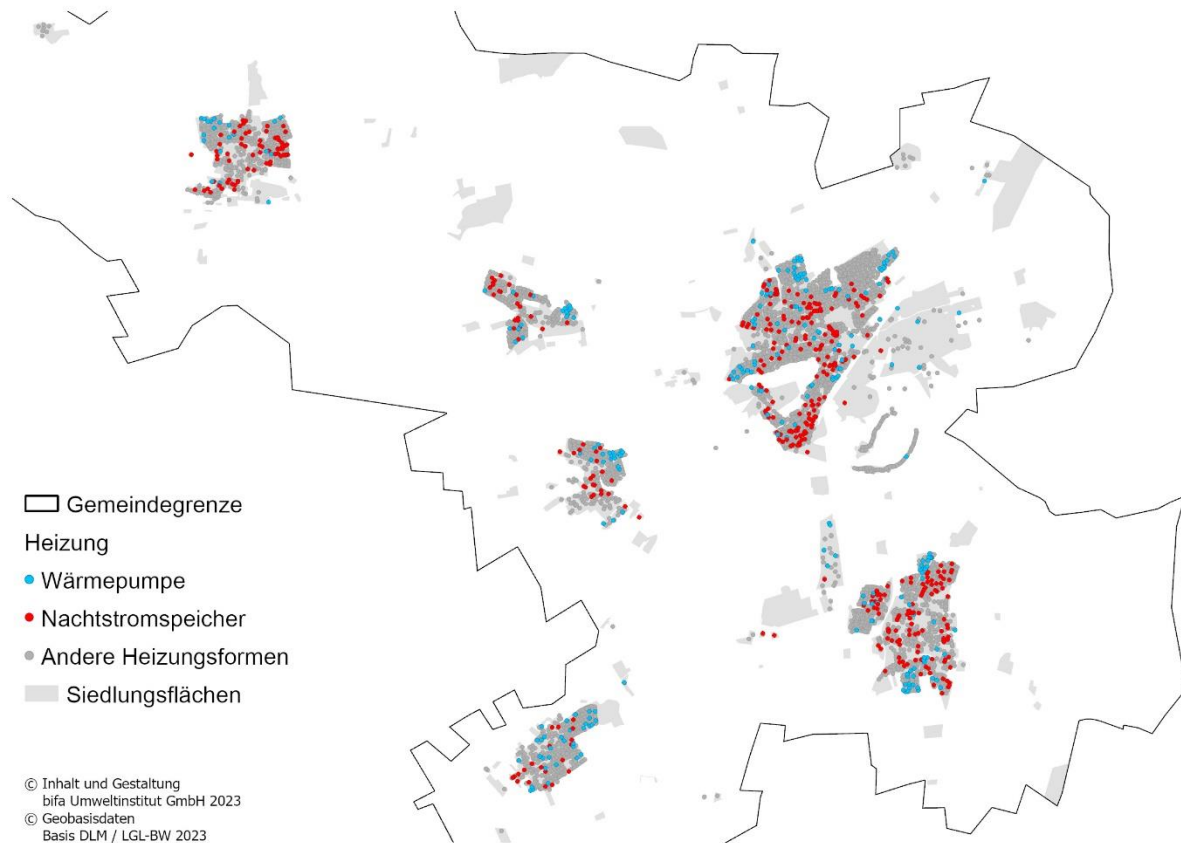 Gemeindegrenze
Heizung
Wärmepumpe
Nachtstromspeicher
Andere Heizungsformen
Siedlungsflächen
© Inhalt und Gestaltung
bifa Umweltinstitut GmbH 2023
© Geobasisdaten
Basis DLM / LGL-BW 2023